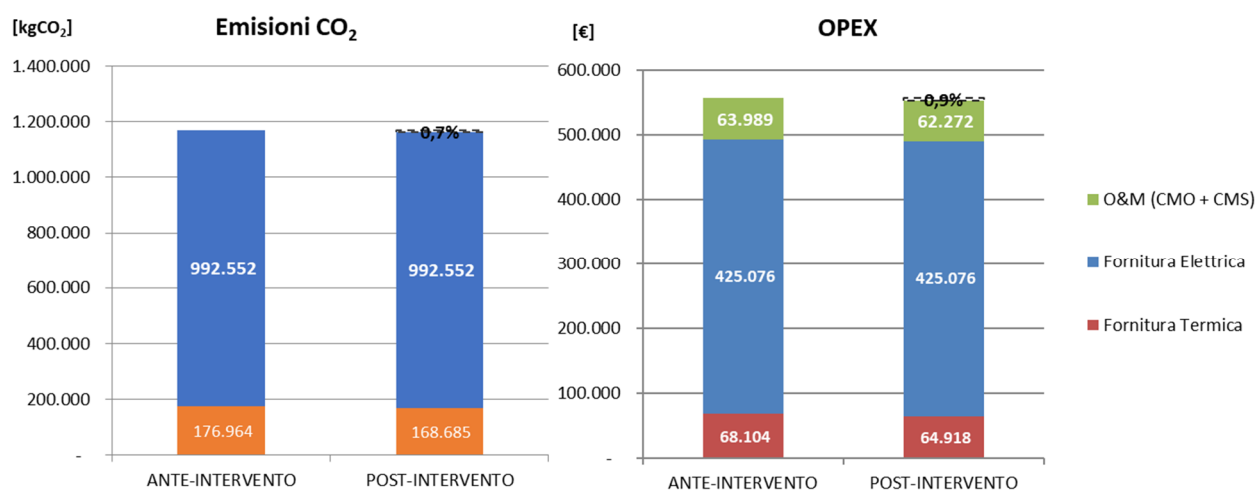 [kgCO₂]
Emisioni CO₂
1.400.000
1.200.000
1.000.000
800.000
600.000
400.000
200.000
-
0,7%
992.552
992.552
176.964
168.685
ANTE-INTERVENTO
POST-INTERVENTO
[€]
OPEX
600.000
500.000
400.000
300.000
200.000
100.000
-
0,9%
63.989
62.272
425.076
425.076
68.104
64.918
ANTE-INTERVENTO
POST-INTERVENTO
O&M (CMO + CMS)
Fornitura Elettrica
Fornitura Termica